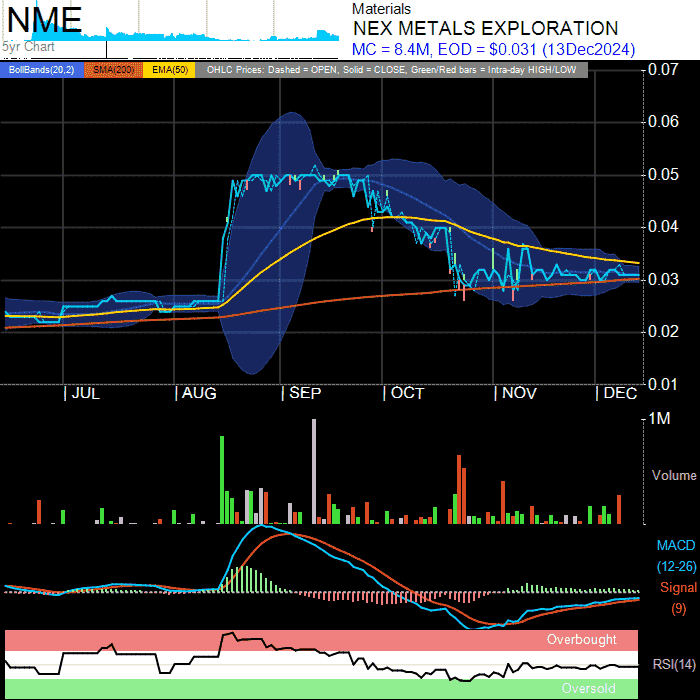 NME
5yr Chart
Materials
NEX METALS EXPLORATION
MC = 8.4M, EOD = $0.031 (13Dec2024)
BollBands(20,2) SMA(200) EMA(50) OHLC Prices: Dashed = OPEN, Solid = CLOSE, Green/Red bars = Intra-day HIGH/LOW
0.07
0.06
0.05
0.04
0.03
0.02
0.01
JUL AUG SEP OCT NOV DEC
1M
Volume
MACD
(12-26)
Signal
(9)
Overbought
RSI(14)
Oversold